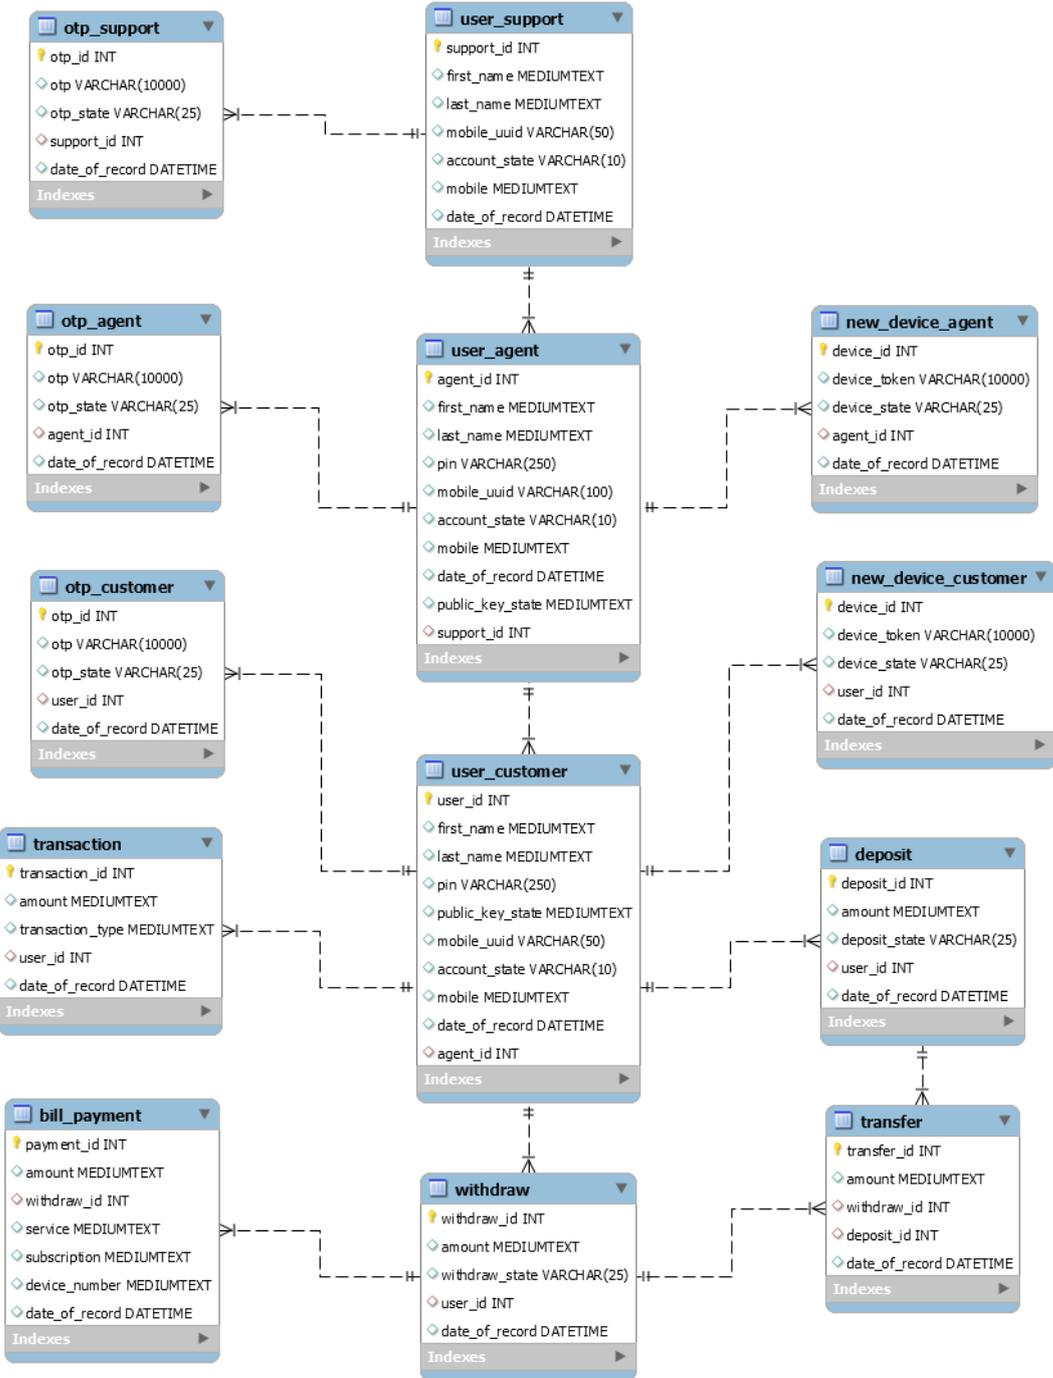 otp_support
otp_id INT
otp VARCHAR(10000)
otp_state VARCHAR(25)
support_id INT
date_of_record DATETIME
Indexes
user_support
support_id INT
first_name MEDIUMTEXT
last_name MEDIUMTEXT
mobile_uuid VARCHAR(50)
account_state VARCHAR(10)
mobile MEDIUMTEXT
date_of_record DATETIME
Indexes
otp_agent
otp_id INT
otp VARCHAR(10000)
otp_state VARCHAR(25)
agent_id INT
date_of_record DATETIME
Indexes
user_agent
agent_id INT
first_name MEDIUMTEXT
last_name MEDIUMTEXT
pin VARCHAR(250)
mobile_uuid VARCHAR(100)
account_state VARCHAR(10)
mobile MEDIUMTEXT
date_of_record DATETIME
public_key_state MEDIUMTEXT
support_id INT
Indexes
new_device_agent
device_id INT
device_token VARCHAR(10000)
device_state VARCHAR(25)
agent_id INT
date_of_record DATETIME
Indexes
otp_customer
otp_id INT
otp VARCHAR(10000)
otp_state VARCHAR(25)
user_id INT
date_of_record DATETIME
Indexes
new_device_customer
device_id INT
device_token VARCHAR(10000)
device_state VARCHAR(25)
user_id INT
date_of_record DATETIME
Indexes
transaction
transaction_id INT
amount MEDIUMTEXT
transaction_type MEDIUMTEXT
user_id INT
date_of_record DATETIME
Indexes
user_customer
user_id INT
first_name MEDIUMTEXT
last_name MEDIUMTEXT
pin VARCHAR(250)
public_key_state MEDIUMTEXT
mobile_uuid VARCHAR(50)
account_state VARCHAR(10)
mobile MEDIUMTEXT
date_of_record DATETIME
agent_id INT
Indexes
deposit
deposit_id INT
amount MEDIUMTEXT
deposit_state VARCHAR(25)
user_id INT
date_of_record DATETIME
Indexes
bill_payment
payment_id INT
amount MEDIUMTEXT
withdraw_id INT
service MEDIUMTEXT
subscription MEDIUMTEXT
device_number MEDIUMTEXT
date_of_record DATETIME
Indexes
withdraw
withdraw_id INT
amount MEDIUMTEXT
withdraw_state VARCHAR(25)
user_id INT
date_of_record DATETIME
Indexes
transfer
transfer_id INT
amount MEDIUMTEXT
withdraw_id INT
deposit_id INT
date_of_record DATETIME
Indexes